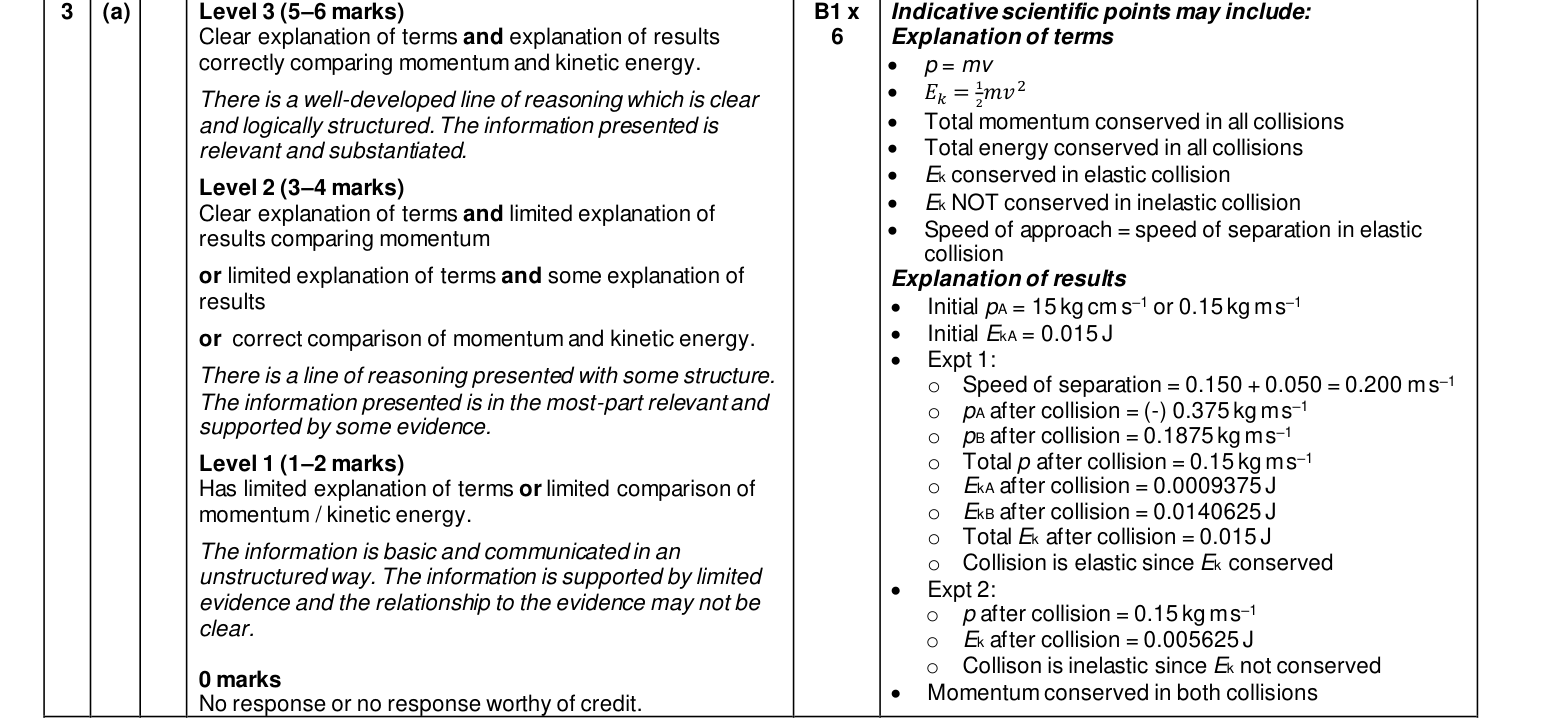 3 (a)
Level 3 (5–6 marks)
Clear explanation of terms and explanation of results
correctly comparing momentum and kinetic energy.
There is a well-developed line of reasoning which is clear
and logically structured. The information presented is
relevant and substantiated.
Level 2 (3–4 marks)
Clear explanation of terms and limited explanation of
results comparing momentum
or limited explanation of terms and some explanation of
results
or correct comparison of momentum and kinetic energy.
There is a line of reasoning presented with some structure.
The information presented is in the most-part relevant and
supported by some evidence.
Level 1 (1–2 marks)
Has limited explanation of terms or limited comparison of
momentum / kinetic energy.
The information is basic and communicated in an
unstructured way. The information is supported by limited
evidence and the relationship to the evidence may not be
clear.
0 marks
No response or no response worthy of credit.
B1 x
6
Indicative scientific points may include:
Explanation of terms
• p = mv
• Eₖ = ½mv²
• Total momentum conserved in all collisions
• Total energy conserved in all collisions
• Ek conserved in elastic collision
• Ek NOT conserved in inelastic collision
• Speed of approach = speed of separation in elastic
collision
Explanation of results
• Initial pA = 15 kg cm s⁻¹ or 0.15 kg m s⁻¹
• Initial EkA = 0.015 J
• Expt 1:
○ Speed of separation = 0.150 + 0.050 = 0.200 m s⁻¹
○ pA after collision = (-) 0.375 kg m s⁻¹
○ pB after collision = 0.1875 kg m s⁻¹
○ Total p after collision = 0.15 kg m s⁻¹
○ EkA after collision = 0.0009375 J
○ EkB after collision = 0.0140625 J
○ Total Ek after collision = 0.015 J
○ Collision is elastic since Ek conserved
• Expt 2:
○ p after collision = 0.15 kg m s⁻¹
○ Ek after collision = 0.005625 J
○ Collison is inelastic since Ek not conserved
• Momentum conserved in both collisions